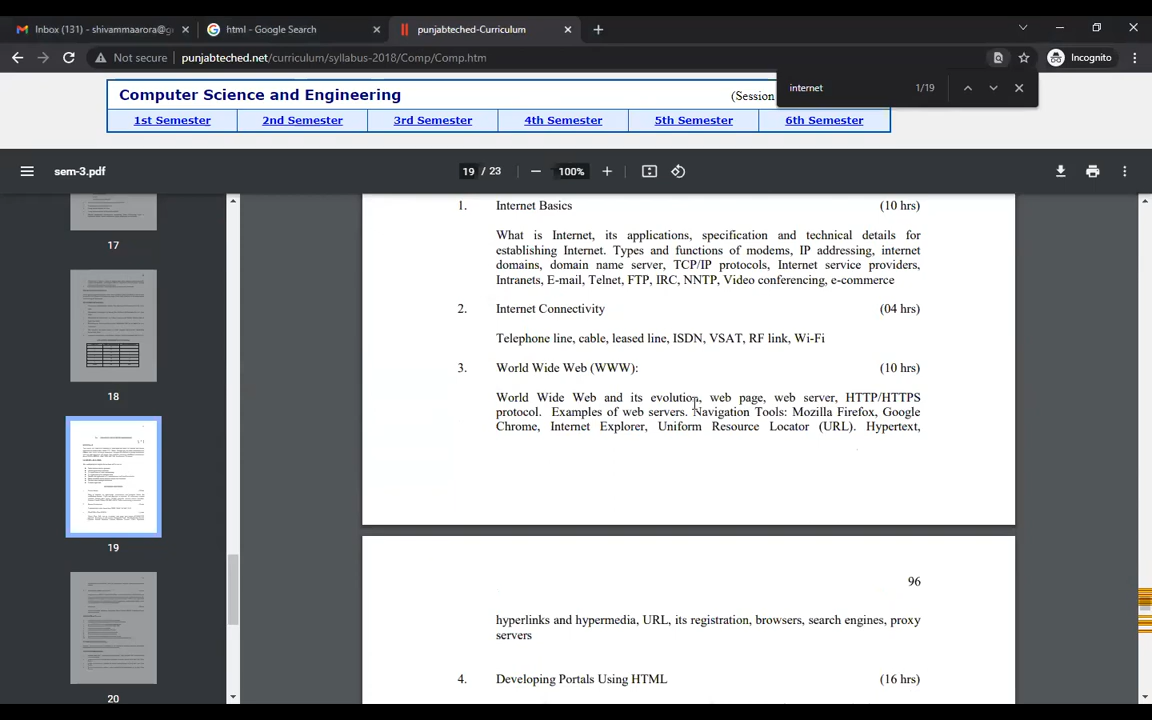 Inbox (131) - shivammaarora@g
html - Google Search
punjabteched-Curriculum
Not secure
punjabteched.net/curriculum/syllabus-2018/Comp/Comp.htm
Incognito
internet
1/19
Computer Science and Engineering
(Session
1st Semester
2nd Semester
3rd Semester
4th Semester
5th Semester
6th Semester
sem-3.pdf
19 / 23
100%
17
18
19
20
1. Internet Basics (10 hrs)
What is Internet, its applications, specification and technical details for
establishing Internet. Types and functions of modems, IP addressing, internet
domains, domain name server, TCP/IP protocols, Internet service providers,
Intranets, E-mail, Telnet, FTP, IRC, NNTP, Video conferencing, e-commerce
2. Internet Connectivity (04 hrs)
Telephone line, cable, leased line, ISDN, VSAT, RF link, Wi-Fi
3. World Wide Web (WWW): (10 hrs)
World Wide Web and its evolution, web page, web server, HTTP/HTTPS
protocol. Examples of web servers. Navigation Tools: Mozilla Firefox, Google
Chrome, Internet Explorer, Uniform Resource Locator (URL). Hypertext,
96
hyperlinks and hypermedia, URL, its registration, browsers, search engines, proxy
servers
4. Developing Portals Using HTML (16 hrs)